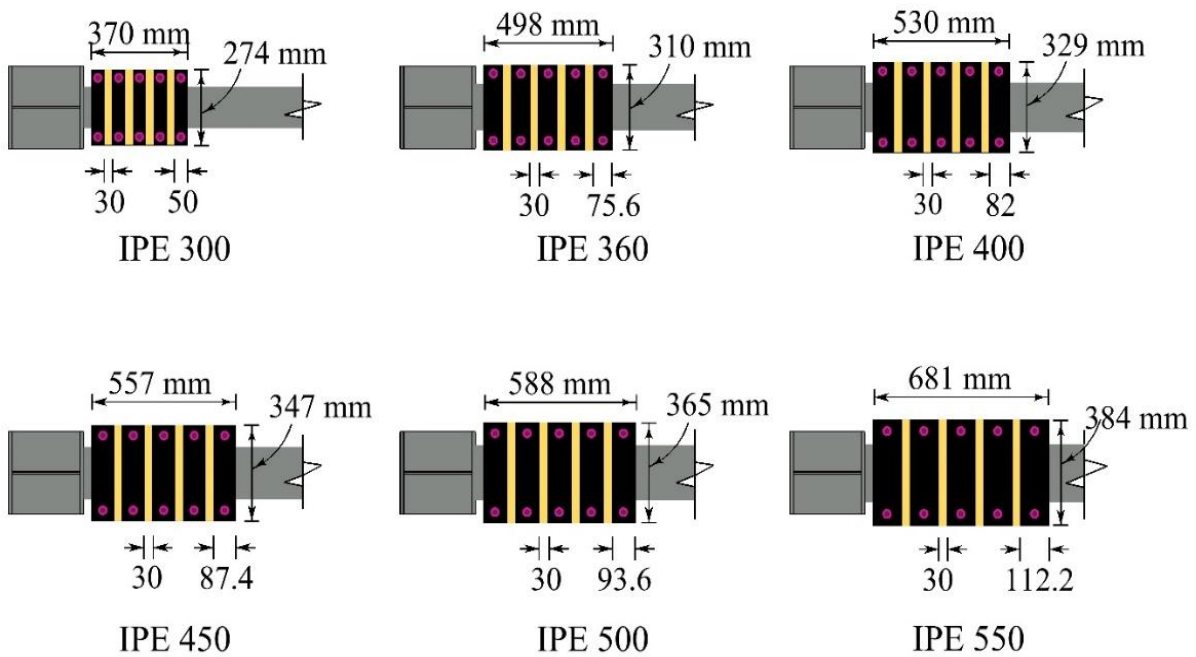 370 mm
274 mm
30
50
IPE 300
498 mm
310 mm
30
75.6
IPE 360
530 mm
329 mm
30
82
IPE 400
557 mm
347 mm
30
87.4
IPE 450
588 mm
365 mm
30
93.6
IPE 500
681 mm
384 mm
30
112.2
IPE 550